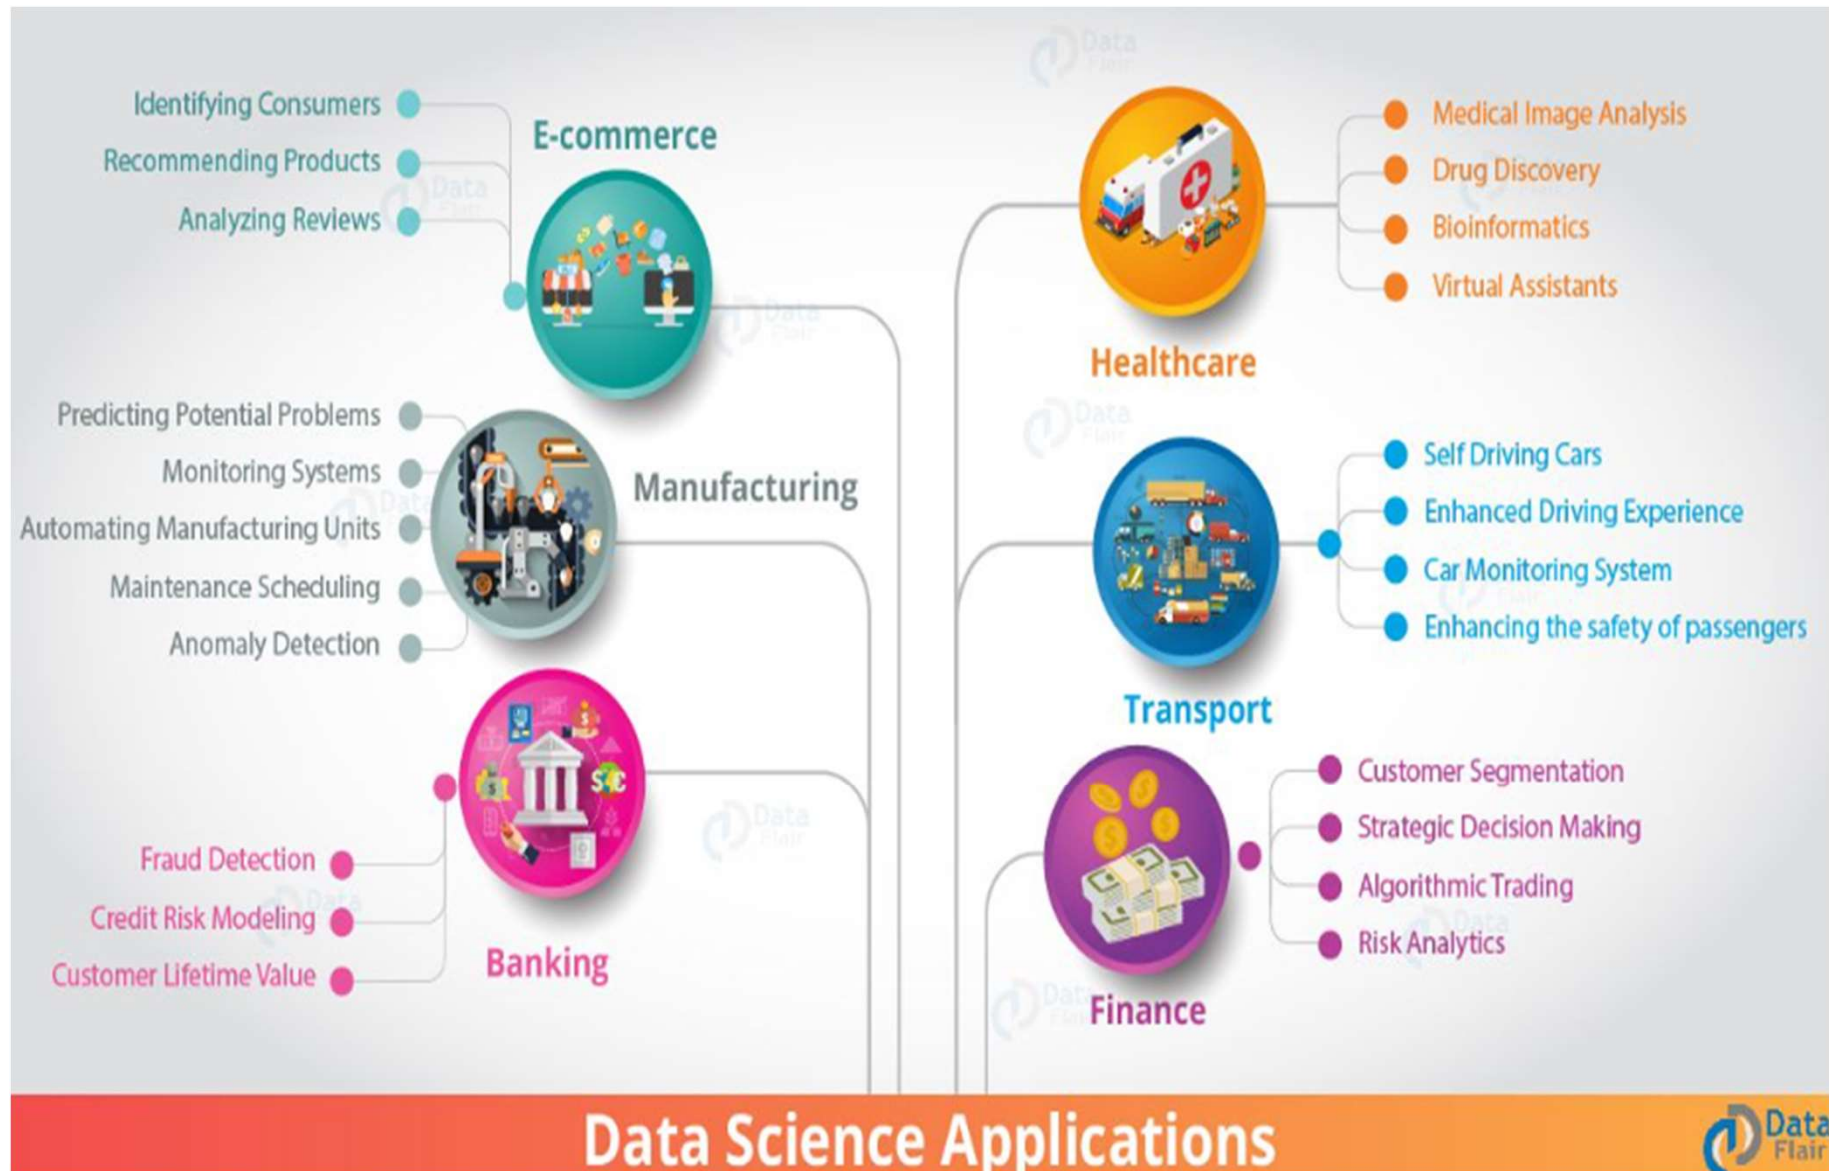 E-commerce
Identifying Consumers
Recommending Products
Analyzing Reviews
Manufacturing
Predicting Potential Problems
Monitoring Systems
Automating Manufacturing Units
Maintenance Scheduling
Anomaly Detection
Banking
Fraud Detection
Credit Risk Modeling
Customer Lifetime Value
Healthcare
Medical Image Analysis
Drug Discovery
Bioinformatics
Virtual Assistants
Transport
Self Driving Cars
Enhanced Driving Experience
Car Monitoring System
Enhancing the safety of passengers
Finance
Customer Segmentation
Strategic Decision Making
Algorithmic Trading
Risk Analytics
Data Science Applications
Data
Flair